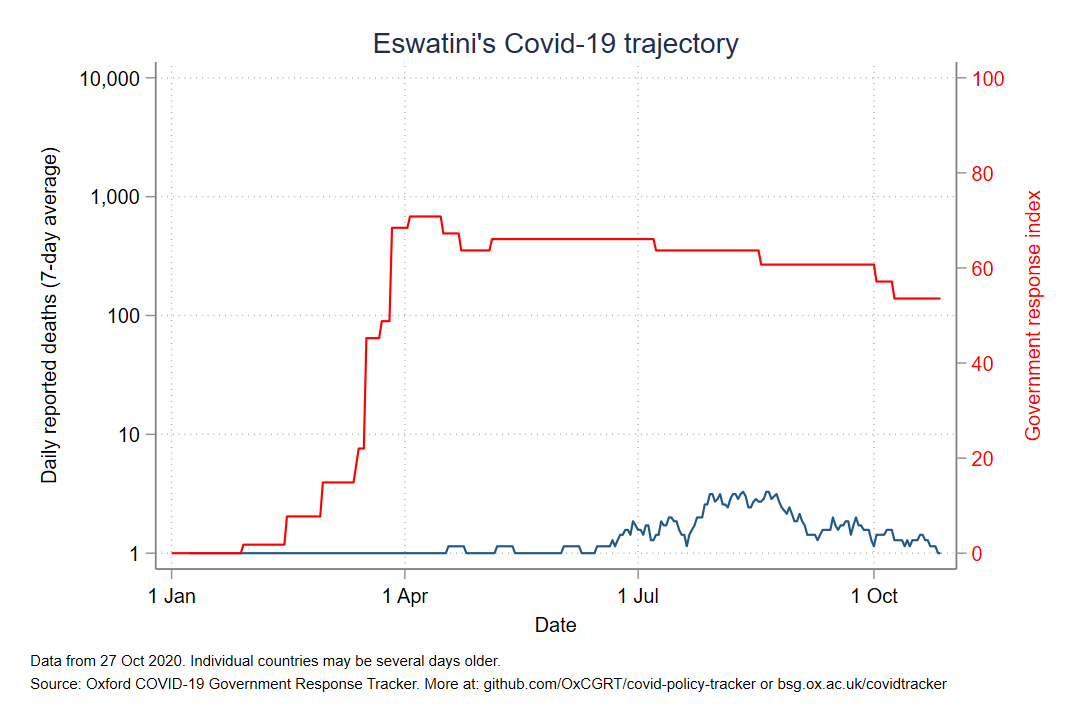 Eswatini's Covid-19 trajectory
10,000
1,000
100
10
1
Daily reported deaths (7-day average)
100
80
60
40
20
0
Government response index
1 Jan
1 Apr
1 Jul
1 Oct
Date
Data from 27 Oct 2020. Individual countries may be several days older.
Source: Oxford COVID-19 Government Response Tracker. More at: github.com/OxCGRT/covid-policy-tracker or bsg.ox.ac.uk/covidtracker